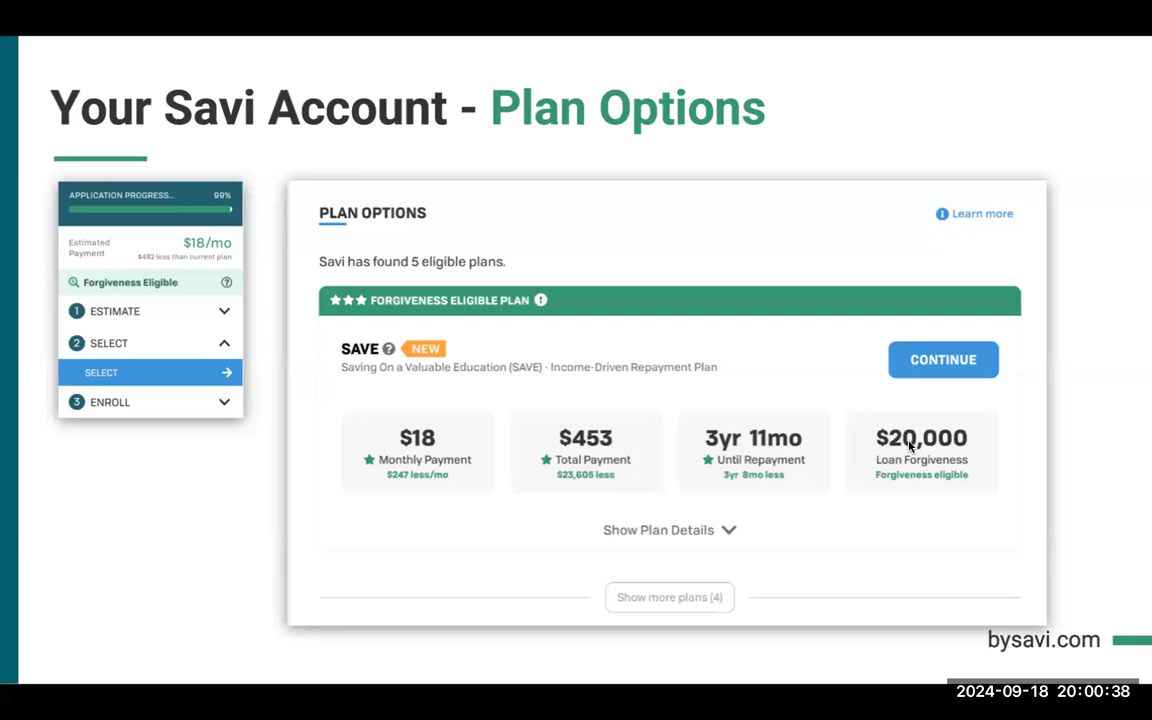 Your Savi Account - Plan Options
APPLICATION PROGRESS... 99%
Estimated Payment
$18/mo
$482 less than current plan
Forgiveness Eligible
1 ESTIMATE
2 SELECT
SELECT
3 ENROLL
PLAN OPTIONS
Learn more
Savi has found 5 eligible plans.
FORGIVENESS ELIGIBLE PLAN
SAVE NEW
Saving On a Valuable Education (SAVE) - Income-Driven Repayment Plan
CONTINUE
$18
Monthly Payment
$247 less/mo
$453
Total Payment
$23,605 less
3yr 11mo
Until Repayment
3yr 8mo less
$20,000
Loan Forgiveness
Forgiveness eligible
Show Plan Details
Show more plans (4)
bysavi.com
2024-09-18 20:00:38